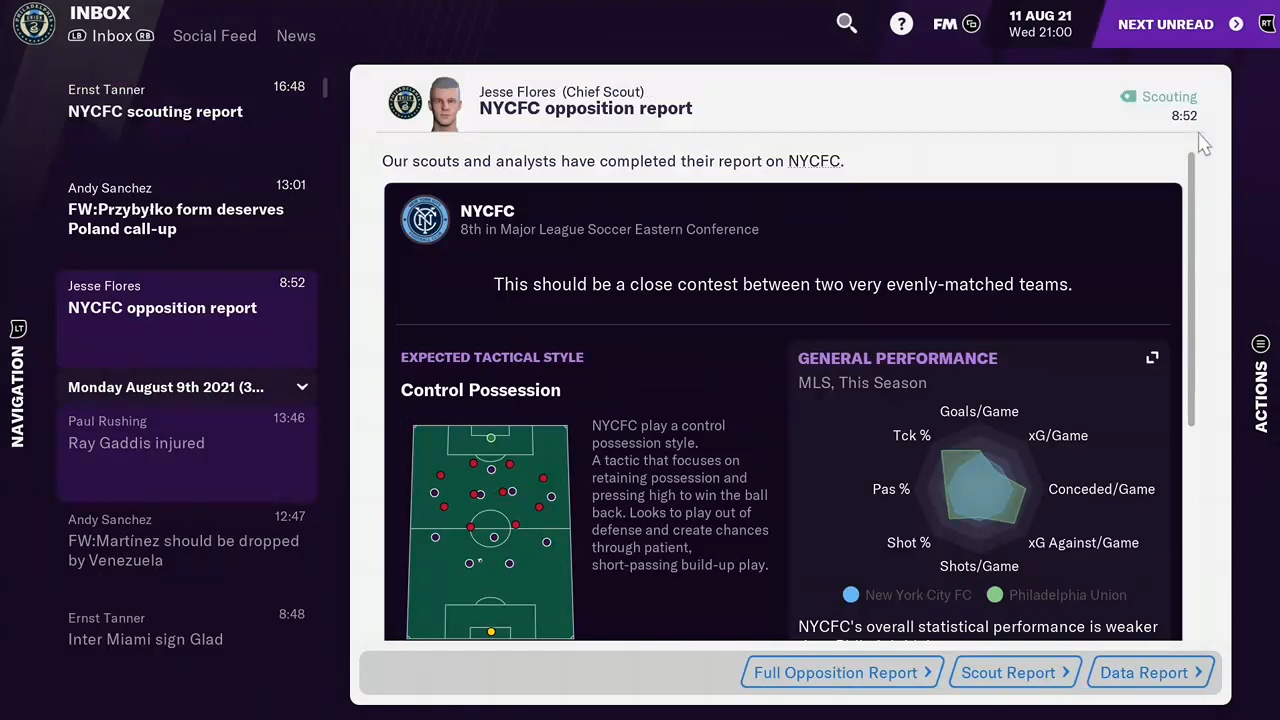 INBOX
LB Inbox RB
Social Feed
News
?
FM
11 AUG 21
Wed 21:00
NEXT UNREAD
RT
NAVIGATION
LT
Ernst Tanner
16:48
NYCFC scouting report
Andy Sanchez
13:01
FW:Przybyłko form deserves
Poland call-up
Jesse Flores
8:52
NYCFC opposition report
Monday August 9th 2021 (3...
Paul Rushing
13:46
Ray Gaddis injured
Andy Sanchez
12:47
FW:Martínez should be dropped
by Venezuela
Ernst Tanner
8:48
Inter Miami sign Glad
Jesse Flores (Chief Scout)
NYCFC opposition report
Scouting
8:52
Our scouts and analysts have completed their report on NYCFC.
NYCFC
8th in Major League Soccer Eastern Conference
This should be a close contest between two very evenly-matched teams.
EXPECTED TACTICAL STYLE
Control Possession
NYCFC play a control
possession style.
A tactic that focuses on
retaining possession and
pressing high to win the ball
back. Looks to play out of
defense and create chances
through patient,
short-passing build-up play.
GENERAL PERFORMANCE
MLS, This Season
Goals/Game
Tck %
xG/Game
Pas %
Conceded/Game
Shot %
xG Against/Game
Shots/Game
New York City FC
Philadelphia Union
NYCFC's overall statistical performance is weaker
Full Opposition Report
Scout Report
Data Report
ACTIONS